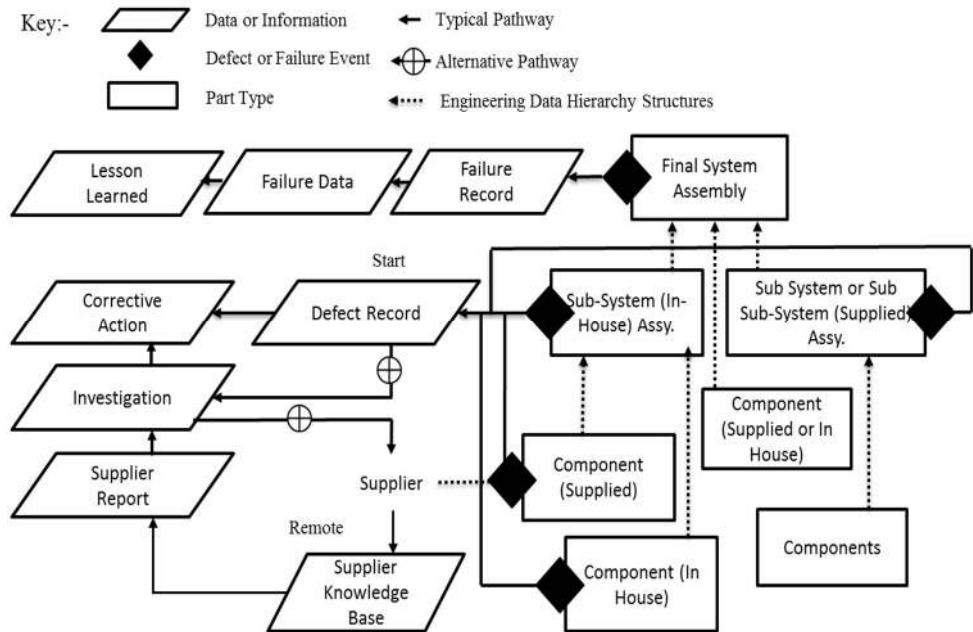 Key:-
Data or Information
Typical Pathway
Defect or Failure Event
Alternative Pathway
Part Type
Engineering Data Hierarchy Structures
Lesson
Learned
Failure Data
Failure
Record
Final System
Assembly
Start
Corrective
Action
Defect Record
Sub-System (In-
House) Assy.
Sub System or Sub
Sub-System (Supplied)
Assy.
Investigation
Component
(Supplied or In
House)
Supplier
Report
Supplier
Component
(Supplied)
Remote
Supplier
Knowledge
Base
Component (In
House)
Components